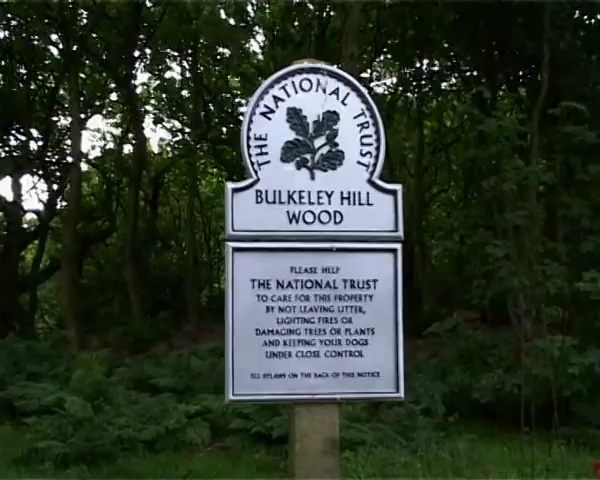 THE NATIONAL TRUST
BULKELEY HILL
WOOD
PLEASE HELP
THE NATIONAL TRUST
TO CARE FOR THIS PROPERTY
BY NOT LEAVING LITTER,
LIGHTING FIRES OR
DAMAGING TREES OR PLANTS
AND KEEPING YOUR DOGS
UNDER CLOSE CONTROL
SEE BYLAWS ON THE BACK OF THIS NOTICE